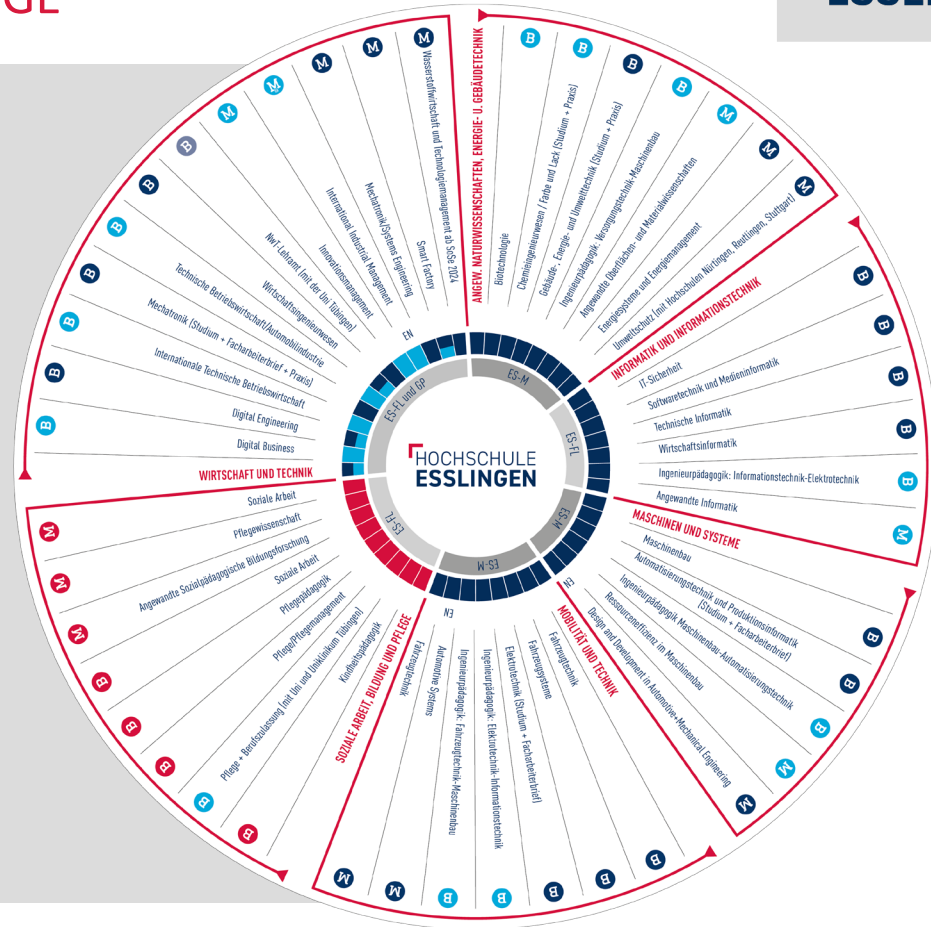 GE
ANGEW. NATURWISSENSCHAFTEN, ENERGIE- U. GEBÄUDETECHNIK
B
Biotechnologie
B
Chemieingenieurwesen / Farbe und Lack (Studium + Praxis)
B
Gebäude-, Energie- und Umwelttechnik (Studium + Praxis)
B
Ingenieurpädagogik: Versorgungstechnik-Maschinenbau
M
Angewandte Oberflächen- und Materialwissenschaften
M
Energiesysteme und Energiemanagement
M
Umweltschutz (mit Hochschulen Nürtingen, Reutlingen, Stuttgart)
INFORMATIK UND INFORMATIONSTECHNIK
B
IT-Sicherheit
B
Softwaretechnik und Medieninformatik
B
Technische Informatik
B
Wirtschaftsinformatik
B
Ingenieurpädagogik: Informationstechnik-Elektrotechnik
M
Angewandte Informatik
MASCHINEN UND SYSTEME
B
Maschinenbau
B
Automatisierungstechnik und Produktionsinformatik
(Studium + Facharbeiterbrief)
B
Ingenieurpädagogik Maschinenbau-Automatisierungstechnik
M
Ressourceneffizienz im Maschinenbau
M
Design and Development in Automotive+Mechanical Engineering
EN
MOBILITÄT UND TECHNIK
B
Fahrzeugtechnik
B
Fahrzeugsysteme
B
Elektrotechnik (Studium + Facharbeiterbrief)
B
Ingenieurpädagogik: Elektrotechnik-Informationstechnik
B
Ingenieurpädagogik: Fahrzeugtechnik-Maschinenbau
M
Automotive Systems
EN
M
Fahrzeugtechnik
SOZIALE ARBEIT, BILDUNG UND PFLEGE
B
Kindheitspädagogik
B
Pflege + Berufszulassung (mit Uni und Uniklinikum Tübingen)
B
Pflege/Pflegemanagement
B
Pflegepädagogik
B
Soziale Arbeit
M
Angewandte Sozialpädagogische Bildungsforschung
M
Pflegewissenschaft
M
Soziale Arbeit
WIRTSCHAFT UND TECHNIK
B
Digital Business
B
Digital Engineering
B
Internationale Technische Betriebswirtschaft
B
Mechatronik (Studium + Facharbeiterbrief + Praxis)
B
Technische Betriebswirtschaft/Automobilindustrie
B
Wirtschaftsingenieurwesen
B
NwT-Lehramt (mit der Uni Tübingen)
M
Innovationsmanagement
M
International Industrial Management
EN
M
Mechatronik/Systems Engineering
M
Smart Factory
M
Wasserstoffwirtschaft und Technologiemanagement ab SoSe 2024
ES-M
ES-FL
ES-M
ES-M
ES-FL
ES-FL und GP
HOCHSCHULE
ESSLINGEN